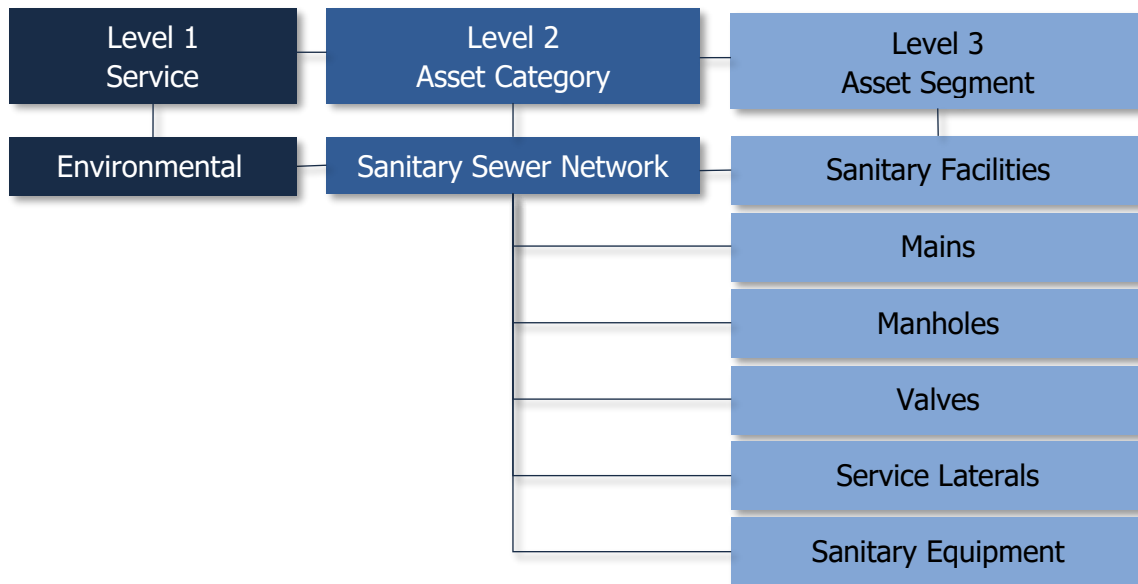 Level 1
Service
Level 2
Asset Category
Level 3
Asset Segment
Environmental
Sanitary Sewer Network
Sanitary Facilities
Mains
Manholes
Valves
Service Laterals
Sanitary Equipment